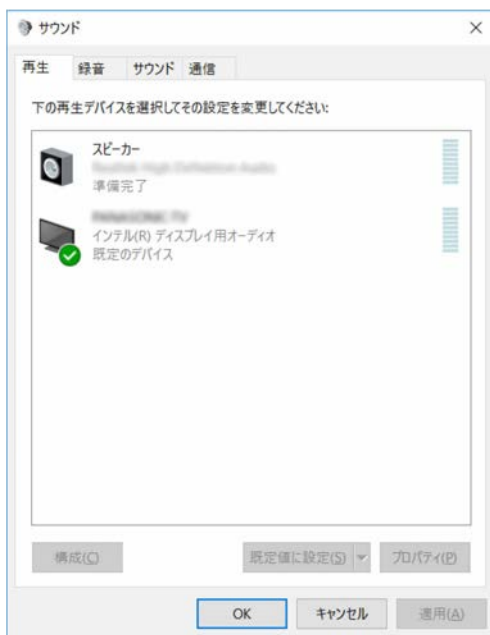 サウンド
再生 録音 サウンド 通信
下の再生デバイスを選択してその設定を変更してください:
スピーカー
準備完了
インテル(R) ディスプレイ用オーディオ
既定のデバイス
構成(C) 既定値に設定(S) プロパティ(P)
OK キャンセル 適用(A)